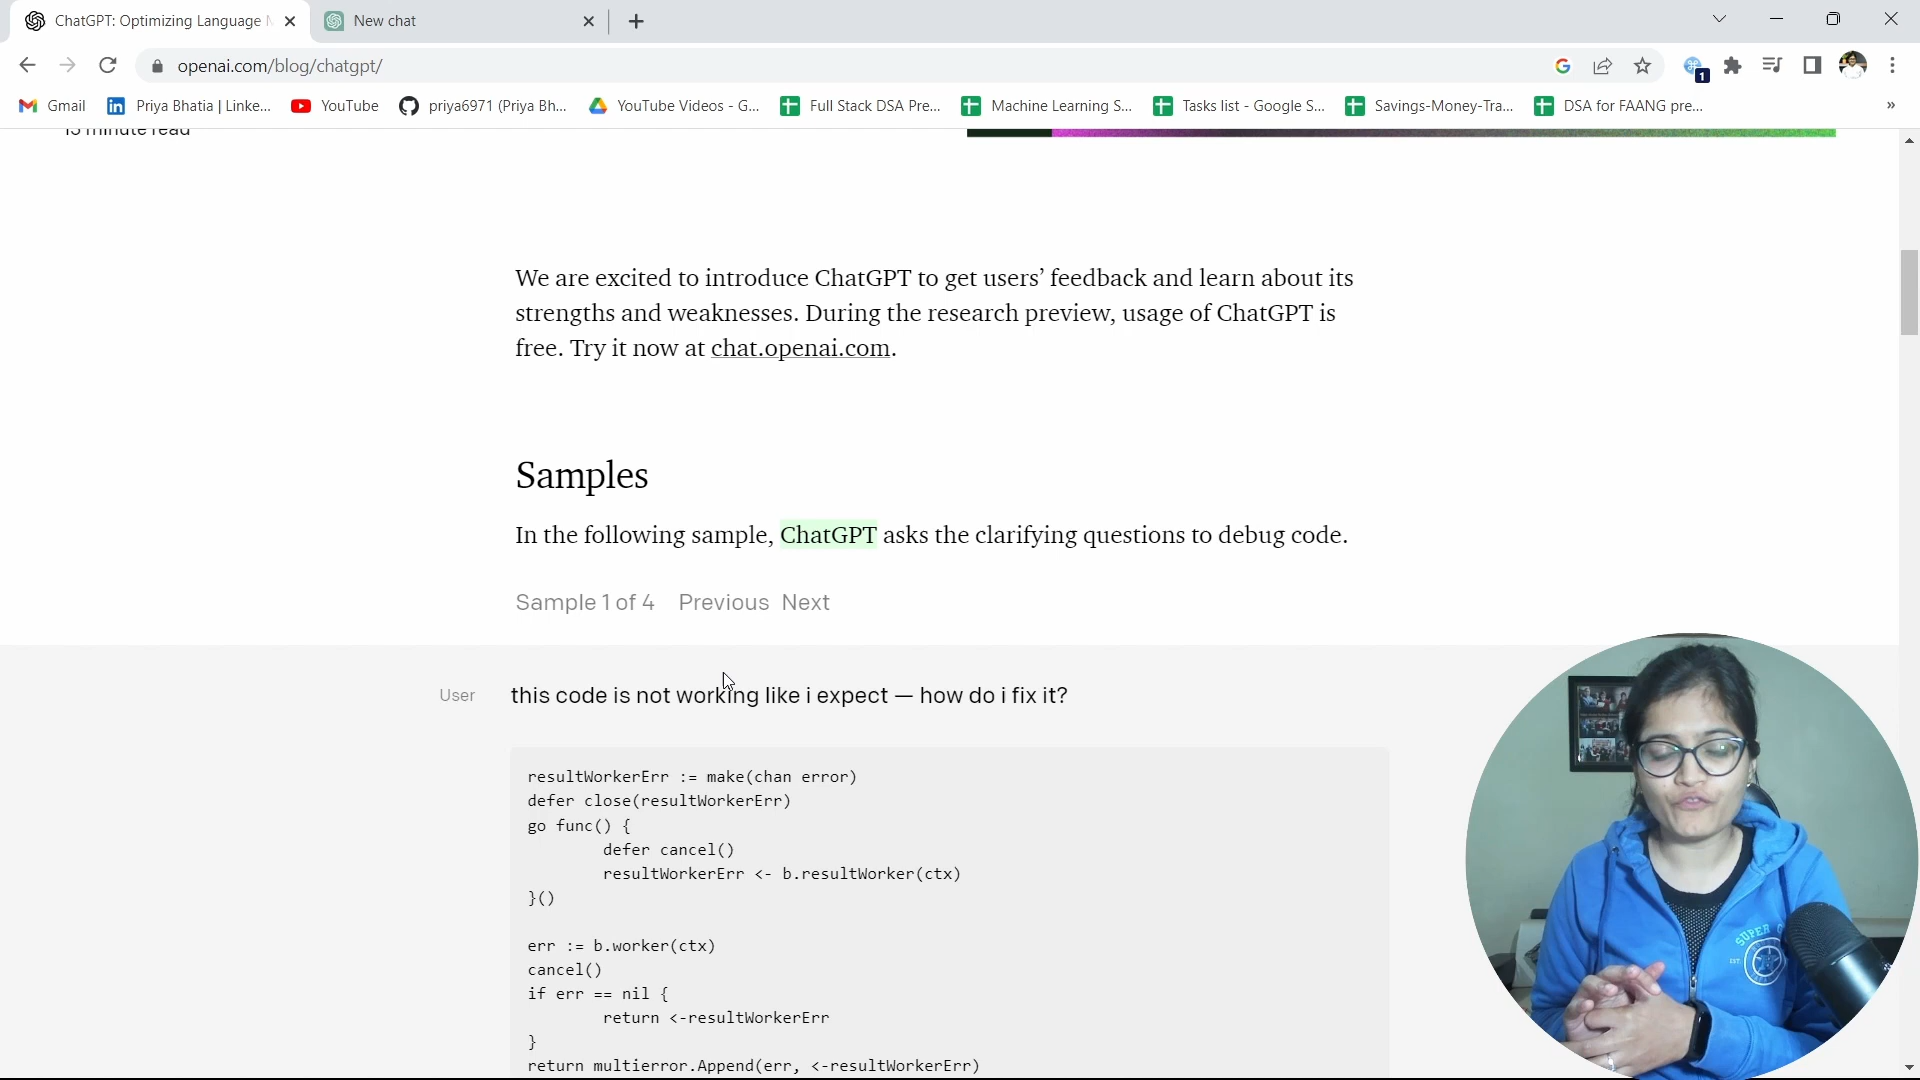 ChatGPT: Optimizing Language
New chat
openai.com/blog/chatgpt/
1
Gmail
Priya Bhatia | Linke...
YouTube
priya6971 (Priya Bh...
YouTube Videos - G...
Full Stack DSA Pre...
Machine Learning S...
Tasks list - Google S...
Savings-Money-Tra...
DSA for FAANG pre...
»
13 minute read
We are excited to introduce ChatGPT to get users’ feedback and learn about its
strengths and weaknesses. During the research preview, usage of ChatGPT is
free. Try it now at chat.openai.com.
Samples
In the following sample, ChatGPT asks the clarifying questions to debug code.
Sample 1 of 4 Previous Next
User
this code is not working like i expect — how do i fix it?
resultWorkerErr := make(chan error)
defer close(resultWorkerErr)
go func() {
defer cancel()
resultWorkerErr <- b.resultWorker(ctx)
}()
err := b.worker(ctx)
cancel()
if err == nil {
return <-resultWorkerErr
}
return multierror.Append(err, <-resultWorkerErr)
SUPER